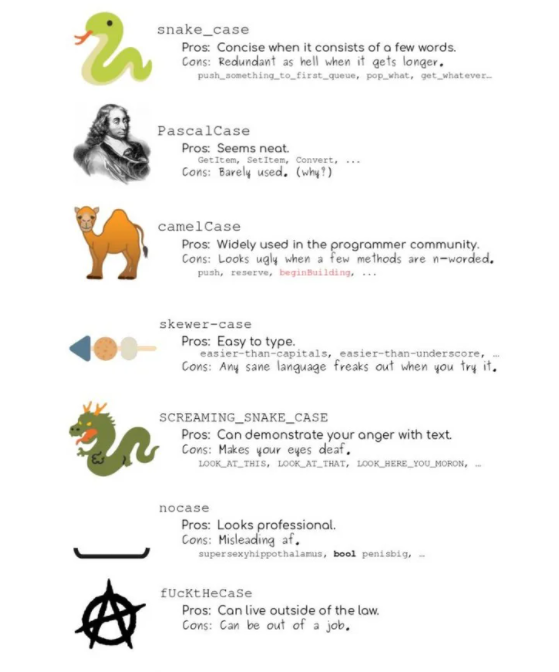 snake_case
Pros: Concise when it consists of a few words.
Cons: Redundant as hell when it gets longer.
push_something_to_first_queue, pop_what, get_whatever…
PascalCase
Pros: Seems neat.
GetItem, SetItem, Convert, ...
Cons: Barely used. (why?)
camelCase
Pros: Widely used in the programmer community.
Cons: Looks ugly when a few methods are n-worded.
push, reserve, beginBuilding, ...
skewer-case
Pros: Easy to type.
easier-than-capitals, easier-than-underscore, …
Cons: Any sane language freaks out when you try it.
SCREAMING_SNAKE_CASE
Pros: Can demonstrate your anger with text.
Cons: Makes your eyes deaf.
LOOK_AT_THIS, LOOK_AT_THAT, LOOK_HERE_YOU_MORON, …
nocase
Pros: Looks professional.
Cons: Misleading af.
supersexyhippothalamus, bool penisbig, …
fUcKtHeCaSe
Pros: Can live outside of the law.
Cons: Can be out of a job.